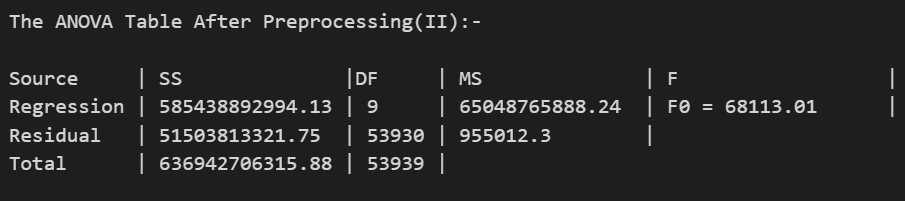 The ANOVA Table After Preprocessing(II):-
Source     | SS              |DF     | MS              | F                  |
Regression | 585438892994.13 | 9     | 65048765888.24  | F0 = 68113.01      |
Residual   | 51503813321.75  | 53930 | 955012.3        |
Total      | 636942706315.88 | 53939 |